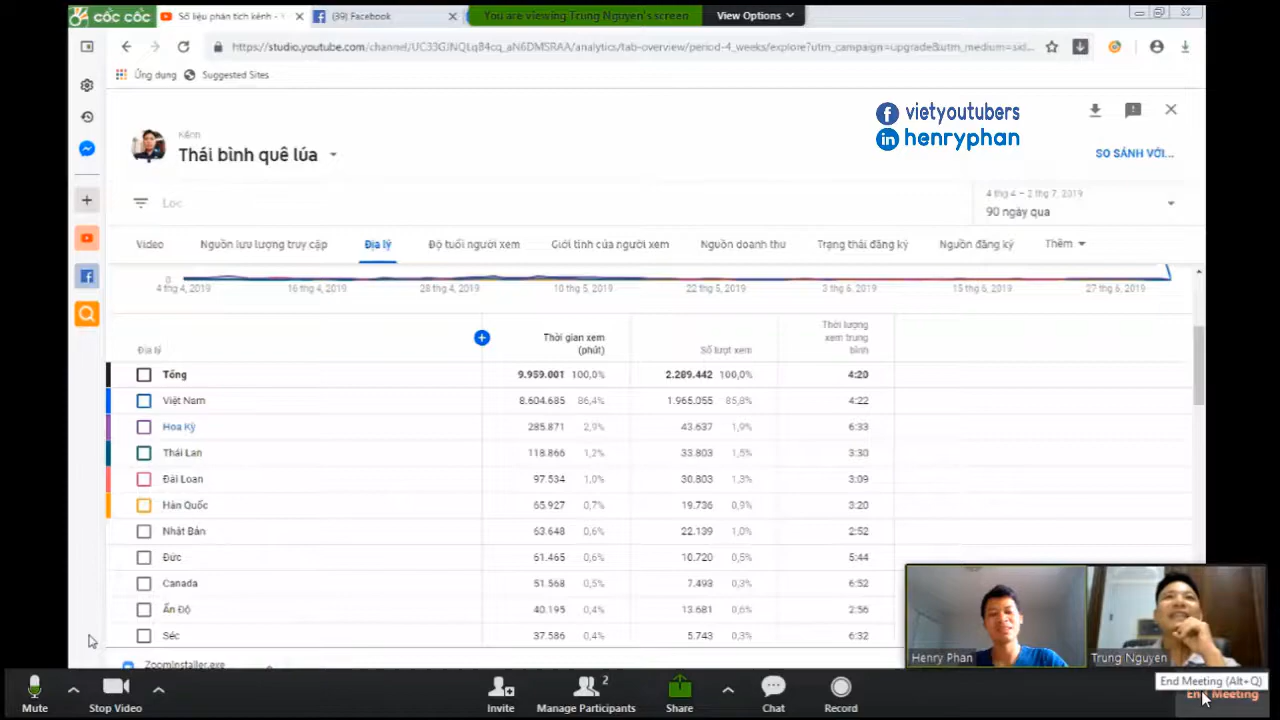 cốc cốc
Số liệu phân tích kênh -
(39) Facebook
You are viewing Trung Nguyen's screen
View Options
Ứng dụng
Suggested Sites
vietyoutubers
henryphan
Kênh
Thái bình quê lúa
SO SÁNH VỚI...
Lọc
4 thg 4 – 2 thg 7, 2019
90 ngày qua
Video
Nguồn lưu lượng truy cập
Địa lý
Độ tuổi người xem
Giới tính của người xem
Nguồn doanh thu
Trạng thái đăng ký
Nguồn đăng ký
Thêm
0
4 thg 4, 2019
16 thg 4, 2019
28 thg 4, 2019
10 thg 5, 2019
22 thg 5, 2019
3 thg 6, 2019
15 thg 6, 2019
27 thg 6, 2019
Địa lý
Thời gian xem (phút)
Số lượt xem
Thời lượng xem trung bình
Tổng 9.959.001 100,0% 2.289.442 100,0% 4:20
Việt Nam 8.604.685 86,4% 1.965.055 85,8% 4:22
Hoa Kỳ 285.871 2,9% 43.637 1,9% 6:33
Thái Lan 118.866 1,2% 33.803 1,5% 3:30
Đài Loan 97.534 1,0% 30.803 1,3% 3:09
Hàn Quốc 65.927 0,7% 19.736 0,9% 3:20
Nhật Bản 63.648 0,6% 22.139 1,0% 2:52
Đức 61.465 0,6% 10.720 0,5% 5:44
Canada 51.568 0,5% 7.493 0,3% 6:52
Ấn Độ 40.195 0,4% 13.681 0,6% 2:56
Séc 37.586 0,4% 5.743 0,3% 6:32
ZoomInstaller.exe
Henry Phan
Trung Nguyen
End Meeting (Alt+Q)
End Meeting
Mute
Stop Video
Invite
2
Manage Participants
Share
Chat
Record